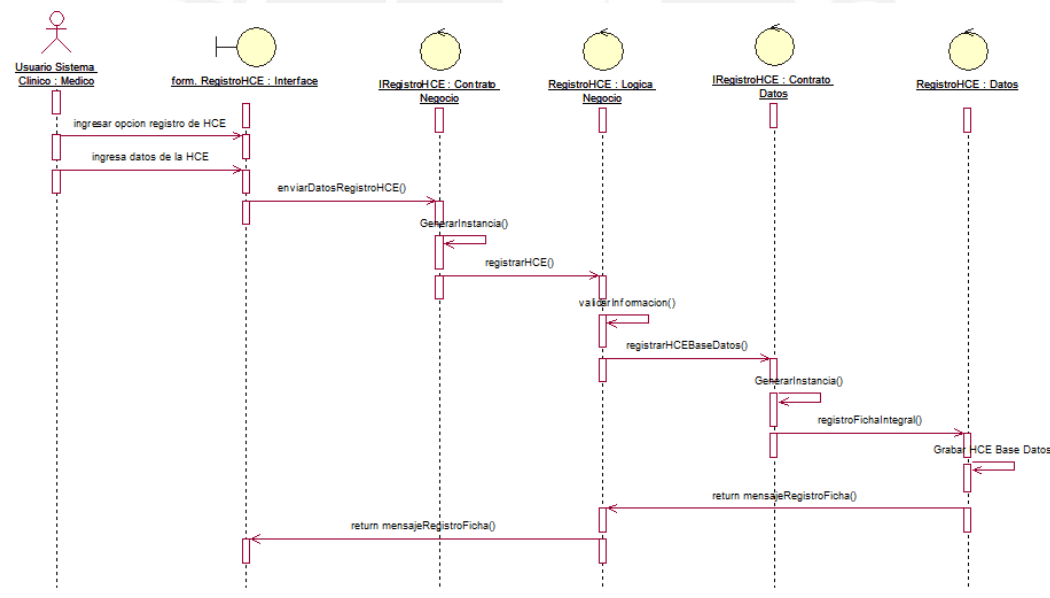 Usuario Sistema
Clinico : Medico
form. RegistroHCE : Interface
IRegistroHCE : Contrato
Negocio
RegistroHCE : Logica
Negocio
IRegistroHCE : Contrato
Datos
RegistroHCE : Datos
ingresar opcion registro de HCE
ingresa datos de la HCE
enviarDatosRegistroHCE()
GenerarInstancia()
registrarHCE()
validarInformacion()
registrarHCEBaseDatos()
GenerarInstancia()
registroFichaIntegral()
Grabar HCE Base Datos
return mensajeRegistroFicha()
return mensajeRegistroFicha()